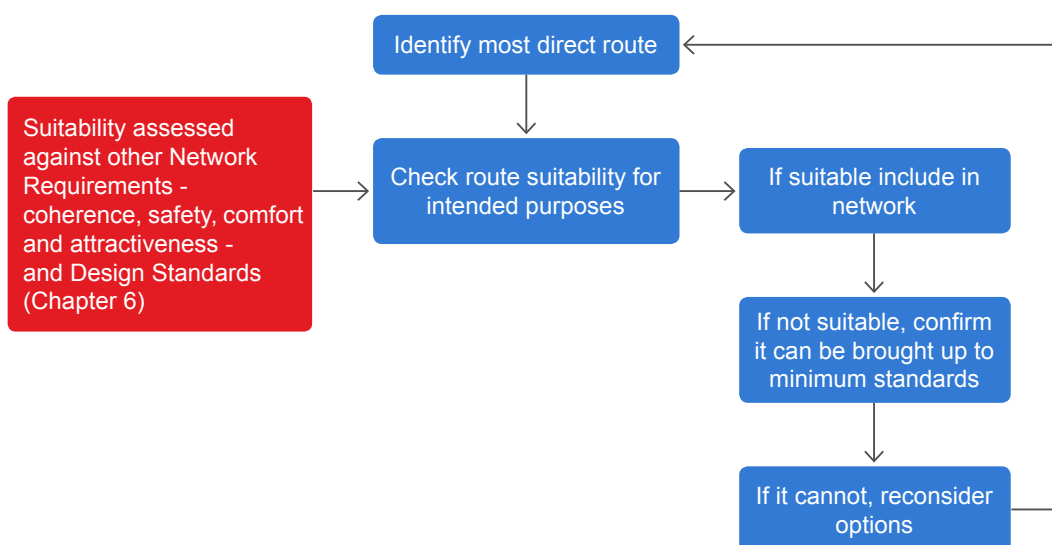 Identify most direct route
Suitability assessed
against other Network
Requirements -
coherence, safety, comfort
and attractiveness -
and Design Standards
(Chapter 6)
Check route suitability for
intended purposes
If suitable include in
network
If not suitable, confirm
it can be brought up to
minimum standards
If it cannot, reconsider
options